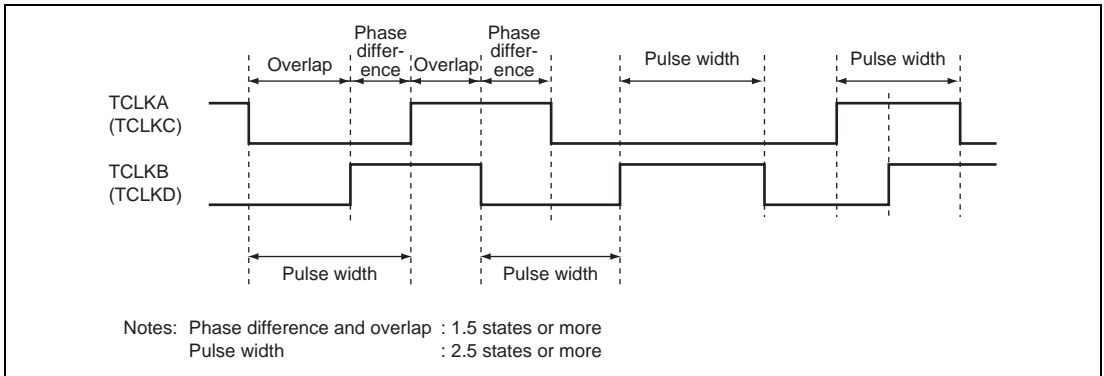 Phase
differ-
ence
Phase
differ-
ence
Overlap
Overlap
Pulse width
Pulse width
TCLKA
(TCLKC)
TCLKB
(TCLKD)
Pulse width
Pulse width
Notes: Phase difference and overlap : 1.5 states or more
Pulse width : 2.5 states or more